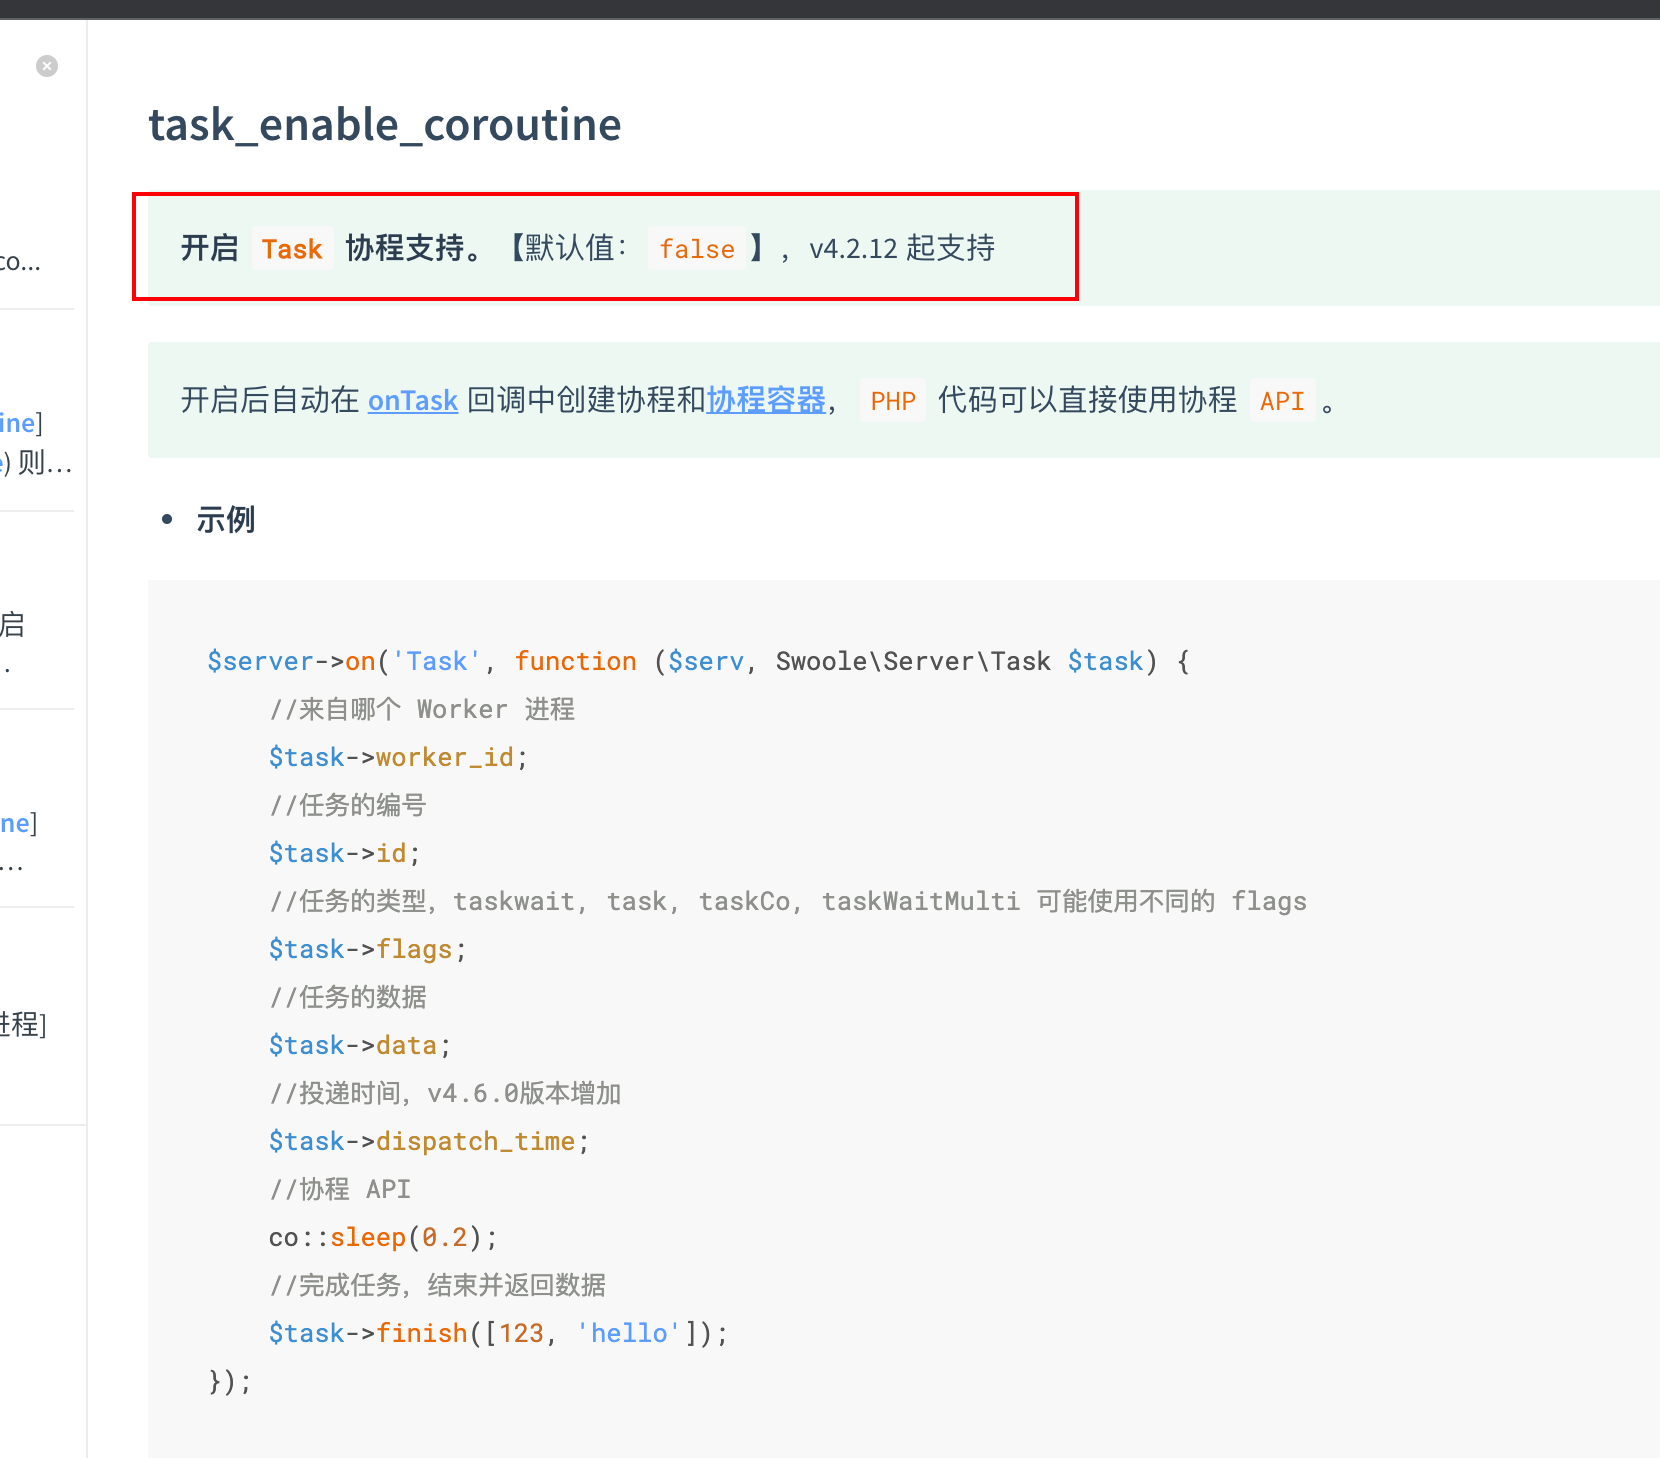 co...
ine]
) 则...
启
..
ne]
...
进程]
task_enable_coroutine
开启 Task 协程支持。【默认值： false 】，v4.2.12 起支持
开启后自动在 onTask 回调中创建协程和协程容器， PHP 代码可以直接使用协程 API 。
• 示例
$server->on('Task', function ($serv, Swoole\Server\Task $task) {
    //来自哪个 Worker 进程
    $task->worker_id;
    //任务的编号
    $task->id;
    //任务的类型，taskwait, task, taskCo, taskWaitMulti 可能使用不同的 flags
    $task->flags;
    //任务的数据
    $task->data;
    //投递时间，v4.6.0版本增加
    $task->dispatch_time;
    //协程 API
    co::sleep(0.2);
    //完成任务，结束并返回数据
    $task->finish([123, 'hello']);
});